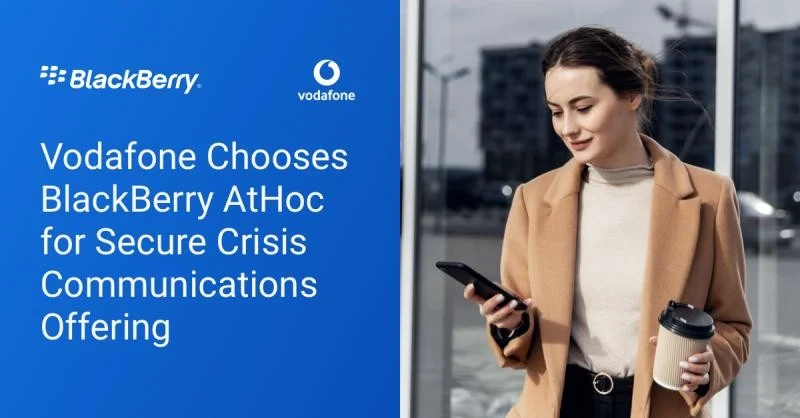 BlackBerry®
vodafone
Vodafone Chooses
BlackBerry AtHoc
for Secure Crisis
Communications
Offering